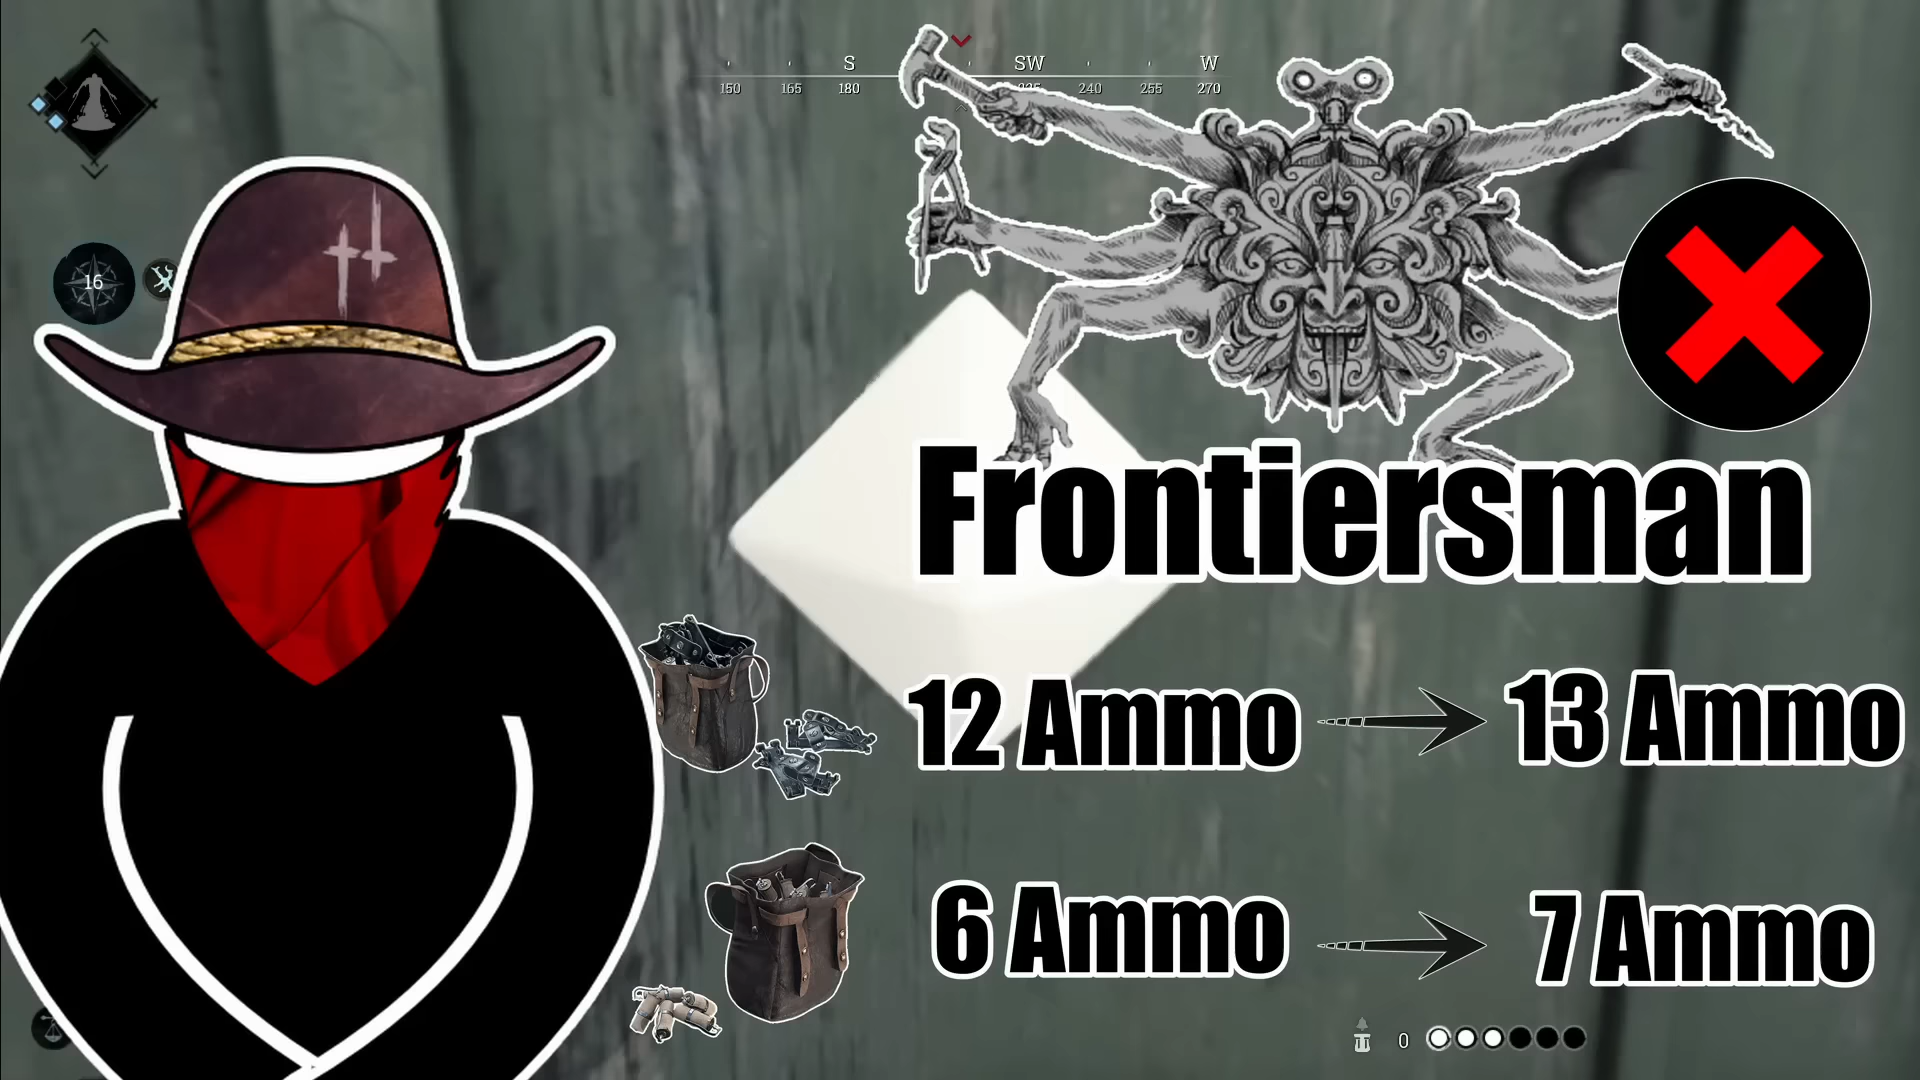 S SW W
150 165 180 240 255 270
16
Frontiersman
12 Ammo 13 Ammo
6 Ammo 7 Ammo
0